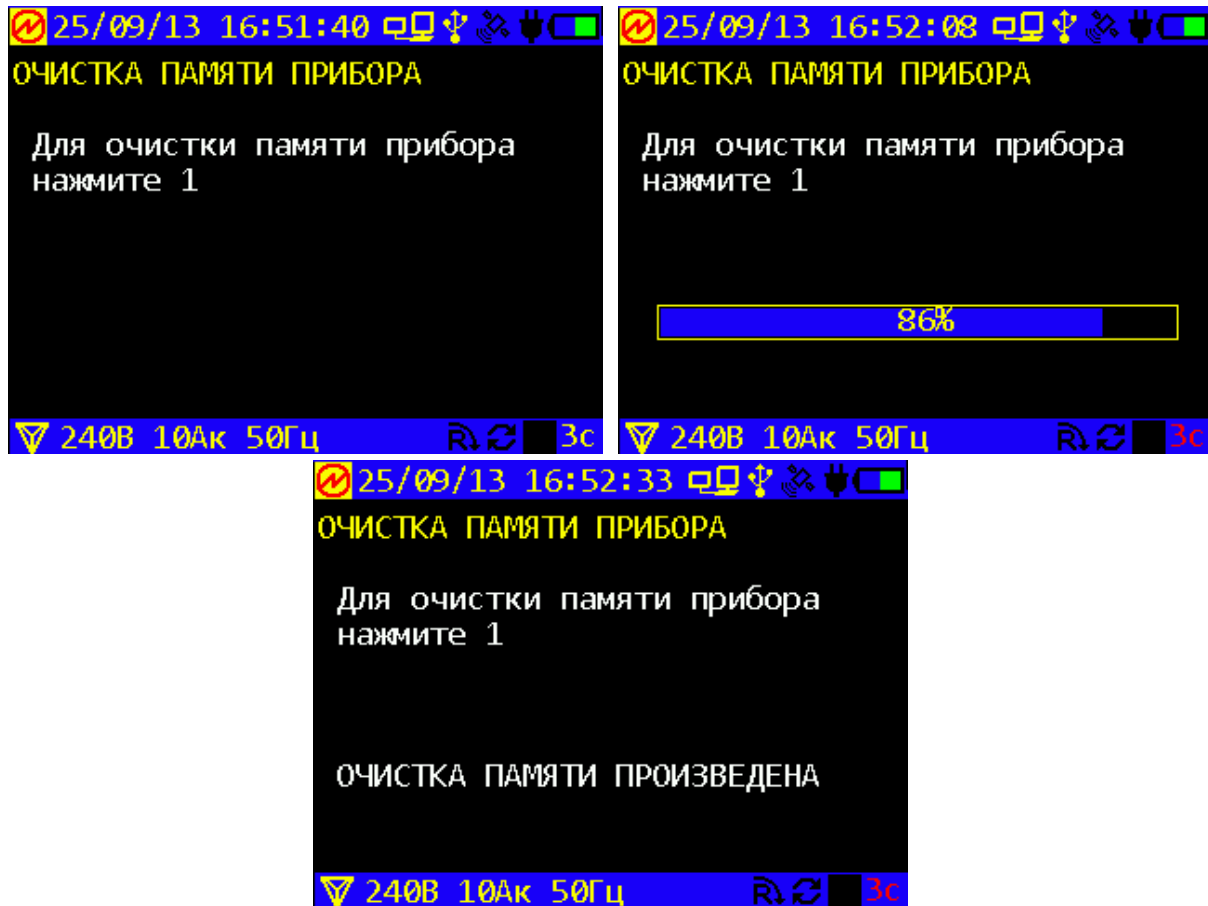 25/09/13 16:51:40
ОЧИСТКА ПАМЯТИ ПРИБОРА
Для очистки памяти прибора
нажмите 1
240В 10Ак 50Гц R 3с
25/09/13 16:52:08
ОЧИСТКА ПАМЯТИ ПРИБОРА
Для очистки памяти прибора
нажмите 1
86%
240В 10Ак 50Гц R 3с
25/09/13 16:52:33
ОЧИСТКА ПАМЯТИ ПРИБОРА
Для очистки памяти прибора
нажмите 1
ОЧИСТКА ПАМЯТИ ПРОИЗВЕДЕНА
240В 10Ак 50Гц R 3с